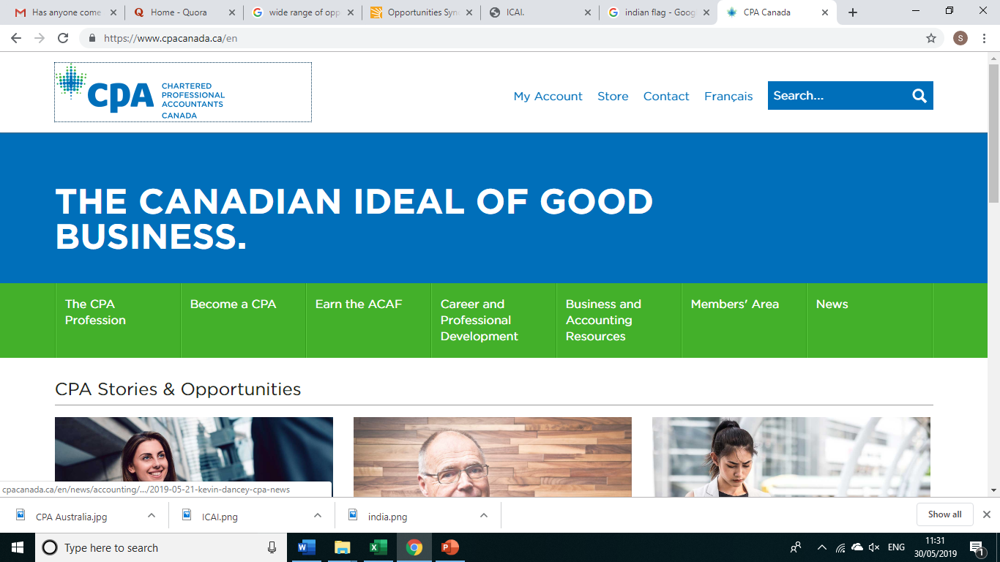 Has anyone come
Home - Quora
wide range of opp
Opportunities Syn
ICAI.
indian flag - Goog
CPA Canada
https://www.cpacanada.ca/en
S
CPA
CHARTERED
PROFESSIONAL
ACCOUNTANTS
CANADA
My Account
Store
Contact
Français
Search...
THE CANADIAN IDEAL OF GOOD
BUSINESS.
The CPA
Profession
Become a CPA
Earn the ACAF
Career and
Professional
Development
Business and
Accounting
Resources
Members' Area
News
CPA Stories & Opportunities
cpacanada.ca/en/news/accounting/.../2019-05-21-kevin-dancey-cpa-news
CPA Australia.jpg
ICAI.png
india.png
Show all
Type here to search
ENG
11:31
30/05/2019
1